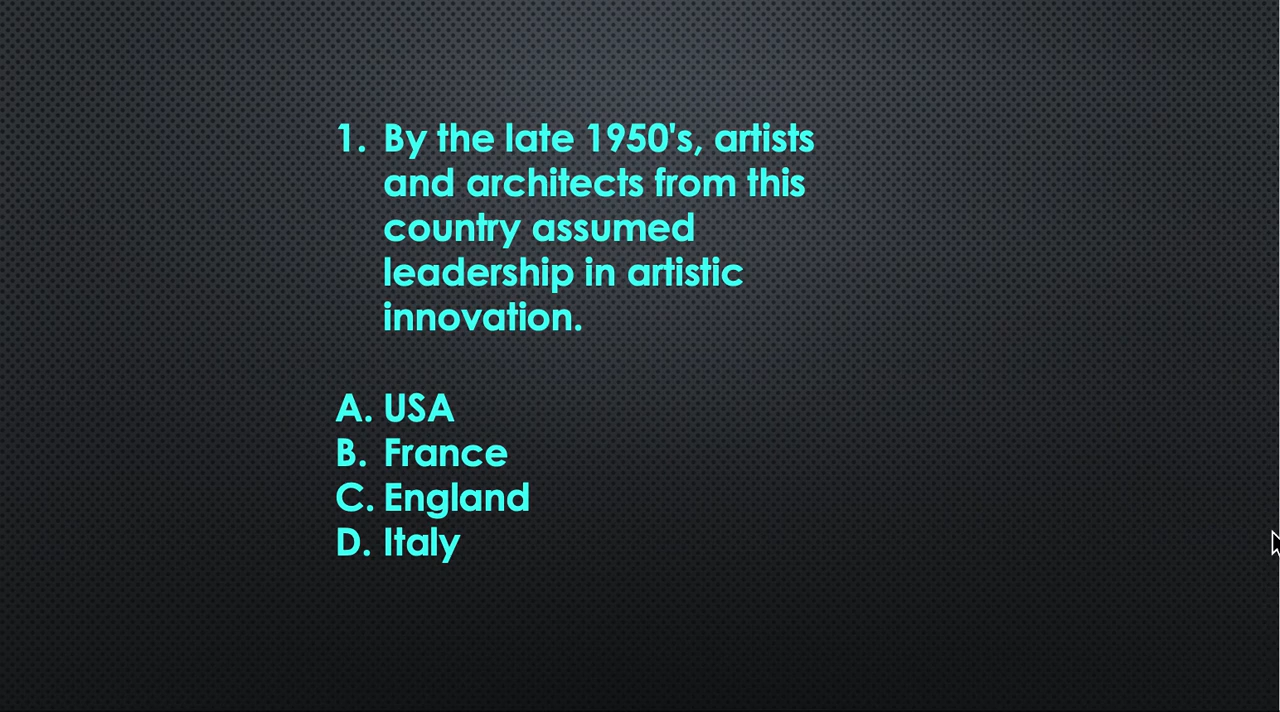 1. By the late 1950's, artists
and architects from this
country assumed
leadership in artistic
innovation.
A. USA
B. France
C. England
D. Italy